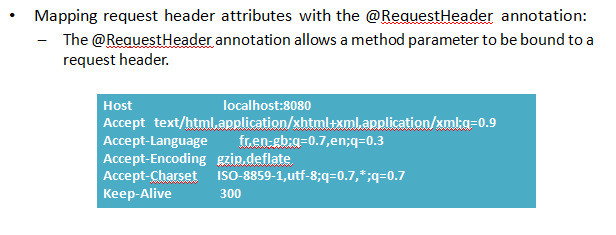 • Mapping request header attributes with the @RequestHeader annotation:
– The @RequestHeader annotation allows a method parameter to be bound to a
request header.
Host localhost:8080
Accept text/html,application/xhtml+xml,application/xml;q=0.9
Accept-Language fr,en-gb;q=0.7,en;q=0.3
Accept-Encoding gzip,deflate
Accept-Charset ISO-8859-1,utf-8;q=0.7,*;q=0.7
Keep-Alive 300